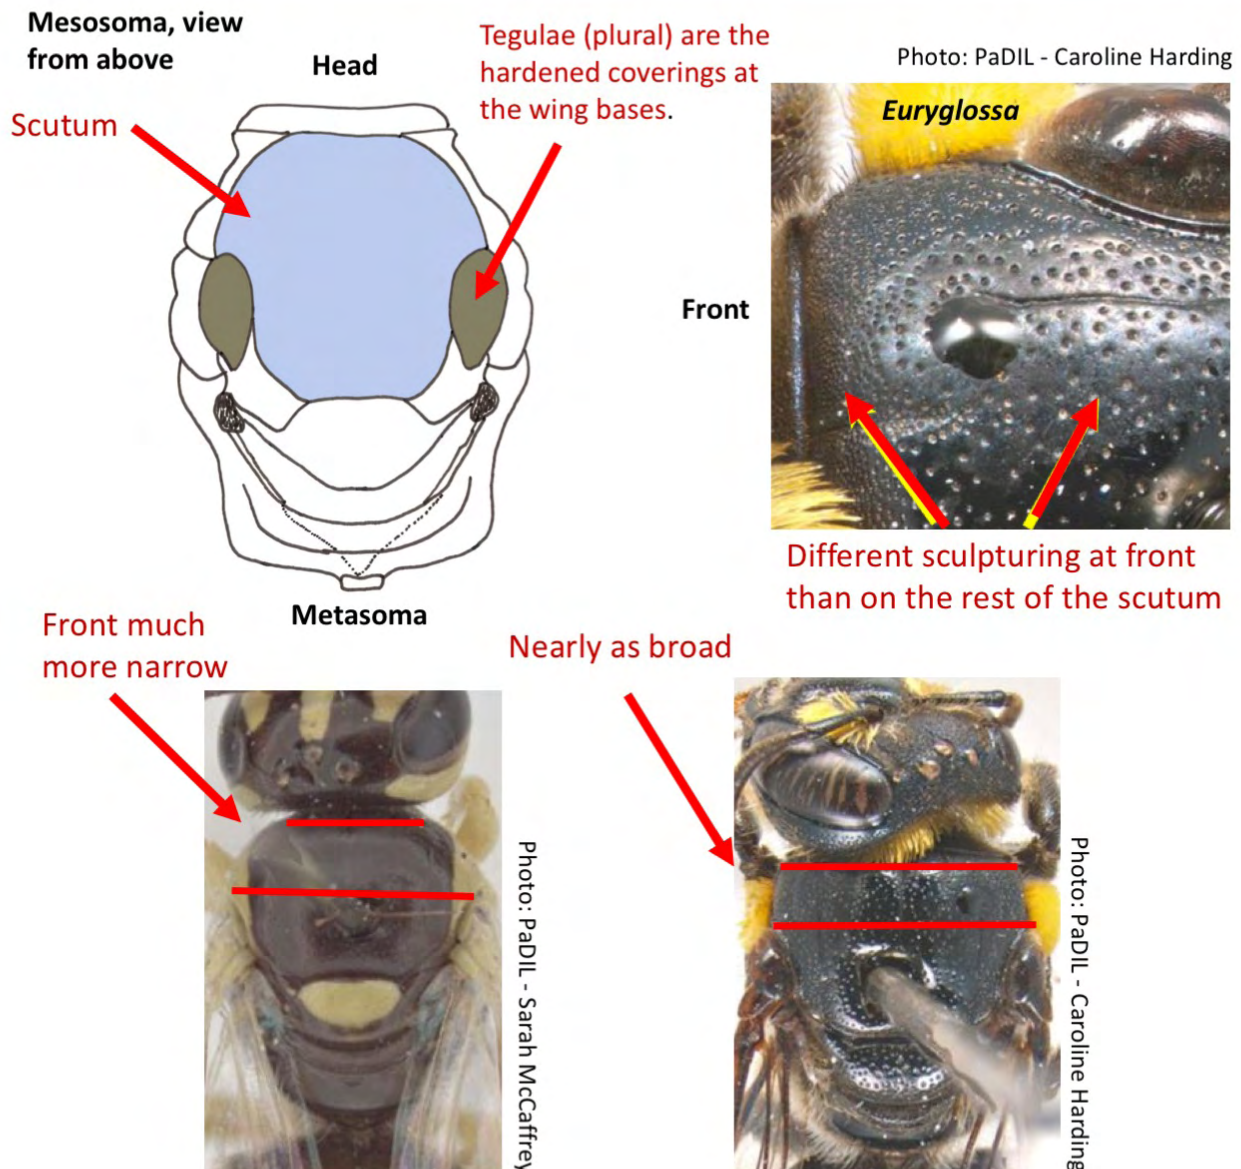 Mesosoma, view
from above
Head
Scutum
Tegulae (plural) are the
hardened coverings at
the wing bases.
Photo: PaDIL - Caroline Harding
Euryglossa
Front
Different sculpturing at front
than on the rest of the scutum
Metasoma
Front much
more narrow
Nearly as broad
Photo: PaDIL - Sarah McCaffrey
Photo: PaDIL - Caroline Harding